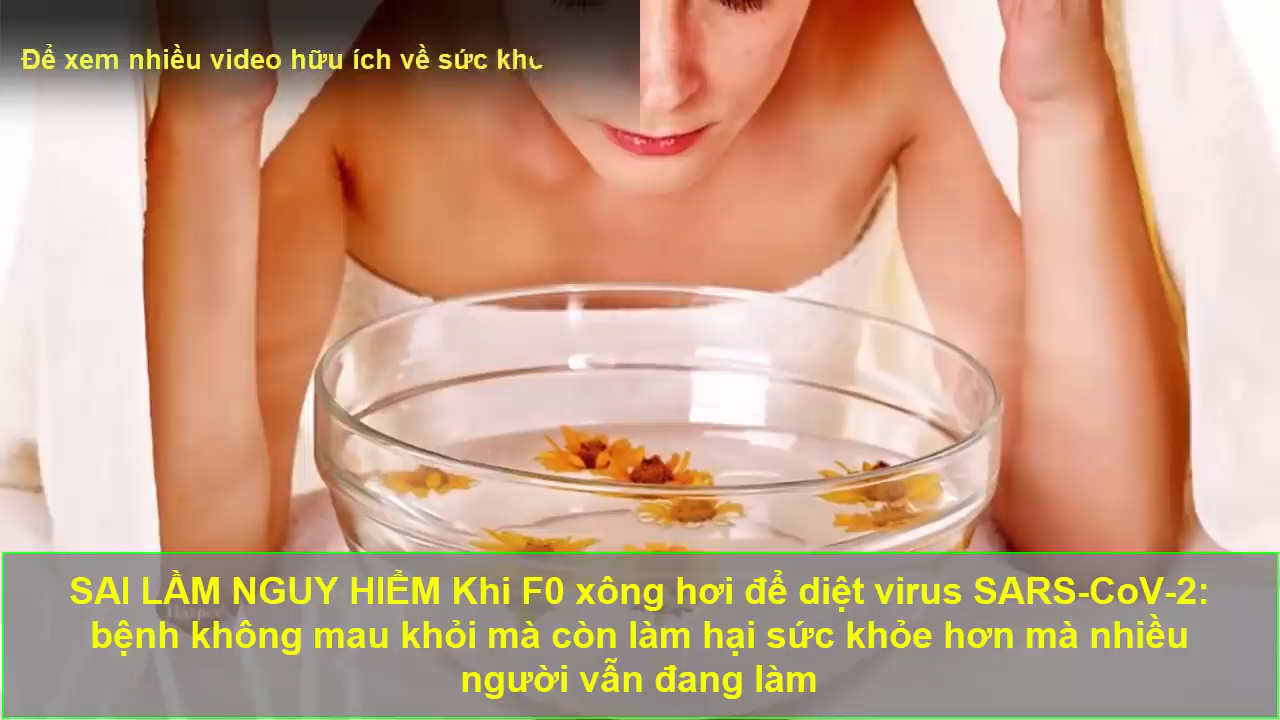 Để xem nhiều video hữu ích về sức
SAI LẦM NGUY HIỂM Khi F0 xông hơi để diệt virus SARS-CoV-2:
bệnh không mau khỏi mà còn làm hại sức khỏe hơn mà nhiều
người vẫn đang làm